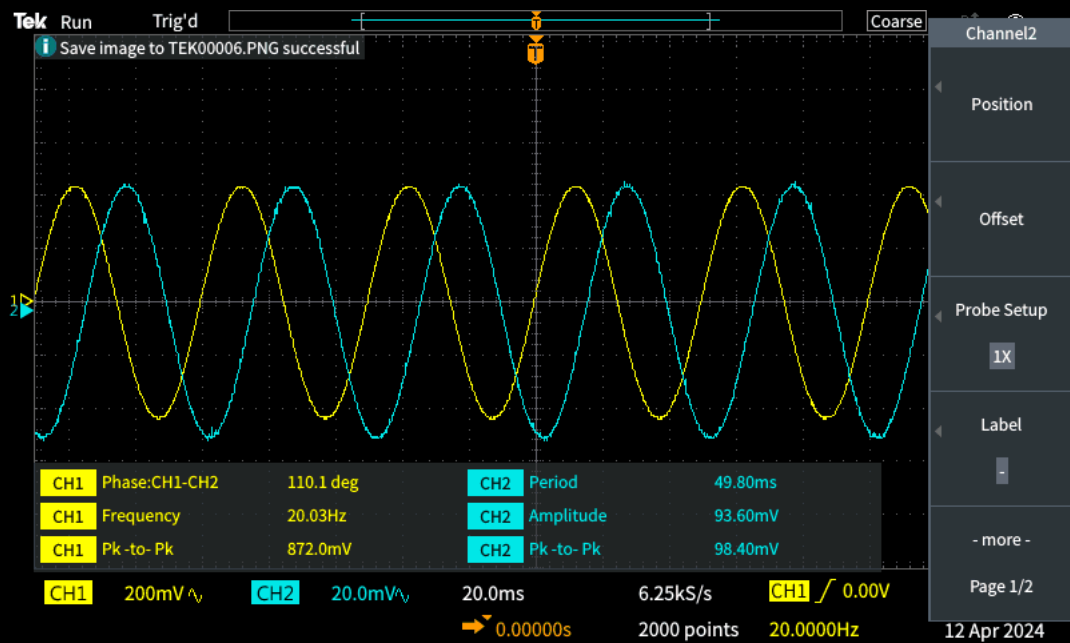 Tek Run Trig'd T Coarse
Channel2
i Save image to TEK00006.PNG successful
T
Position
Offset
1
2
Probe Setup
1X
Label
-
CH1 Phase:CH1-CH2 110.1 deg CH2 Period 49.80ms
CH1 Frequency 20.03Hz CH2 Amplitude 93.60mV
CH1 Pk -to- Pk 872.0mV CH2 Pk -to- Pk 98.40mV
- more -
Page 1/2
CH1 200mV CH2 20.0mV 20.0ms 6.25kS/s CH1 0.00V
0.00000s 2000 points 20.0000Hz 12 Apr 2024